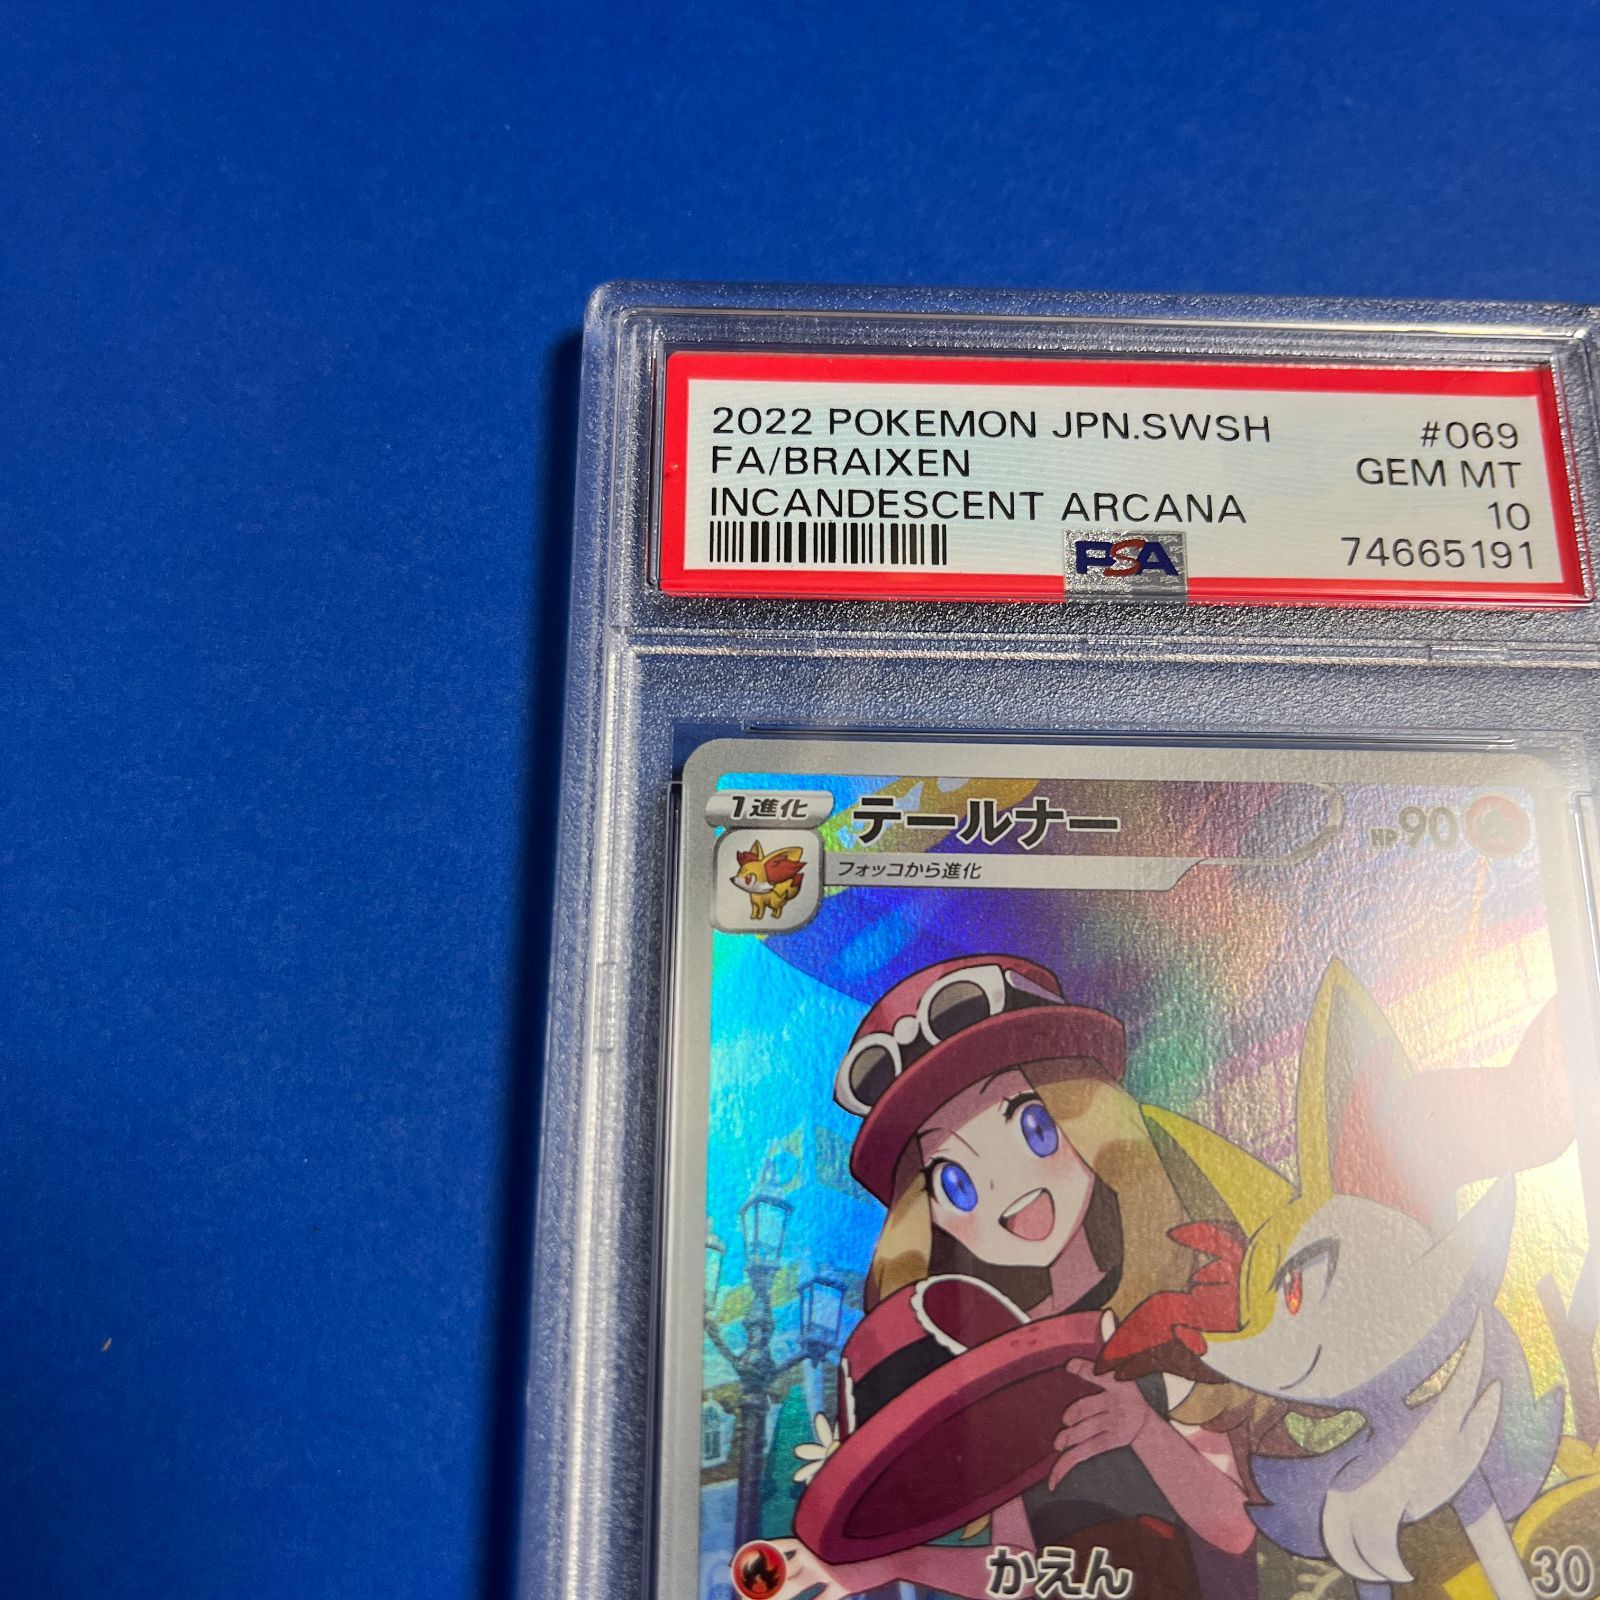 2022 POKEMON JPN.SWSH #069
FA/BRAIXEN GEM MT
INCANDESCENT ARCANA 10
PSA 74665191
1進化 テールナー HP90
フォッコから進化
かえん 30